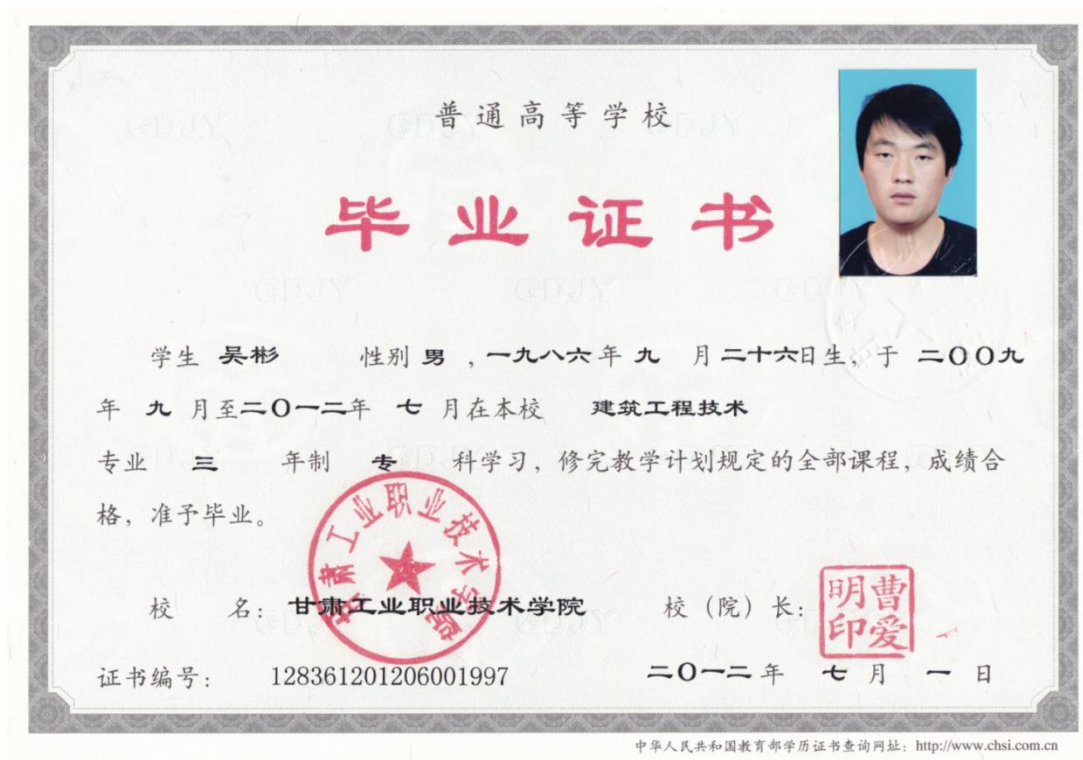 普通高等学校
毕业证书
学生 吴彬 性别 男 ，一九八六年 九 月二十六日生，于 二〇〇九
年 九 月至二〇一二年 七 月在本校 建筑工程技术
专业 三 年制 专 科学习，修完教学计划规定的全部课程，成绩合
格，准予毕业。
甘肃工业职业技术学院
校 名：甘肃工业职业技术学院 校（院）长：
曹爱
明印
证书编号： 128361201206001997 二〇一二年 七 月 一 日
中华人民共和国教育部学历证书查询网址：http://www.chsi.com.cn